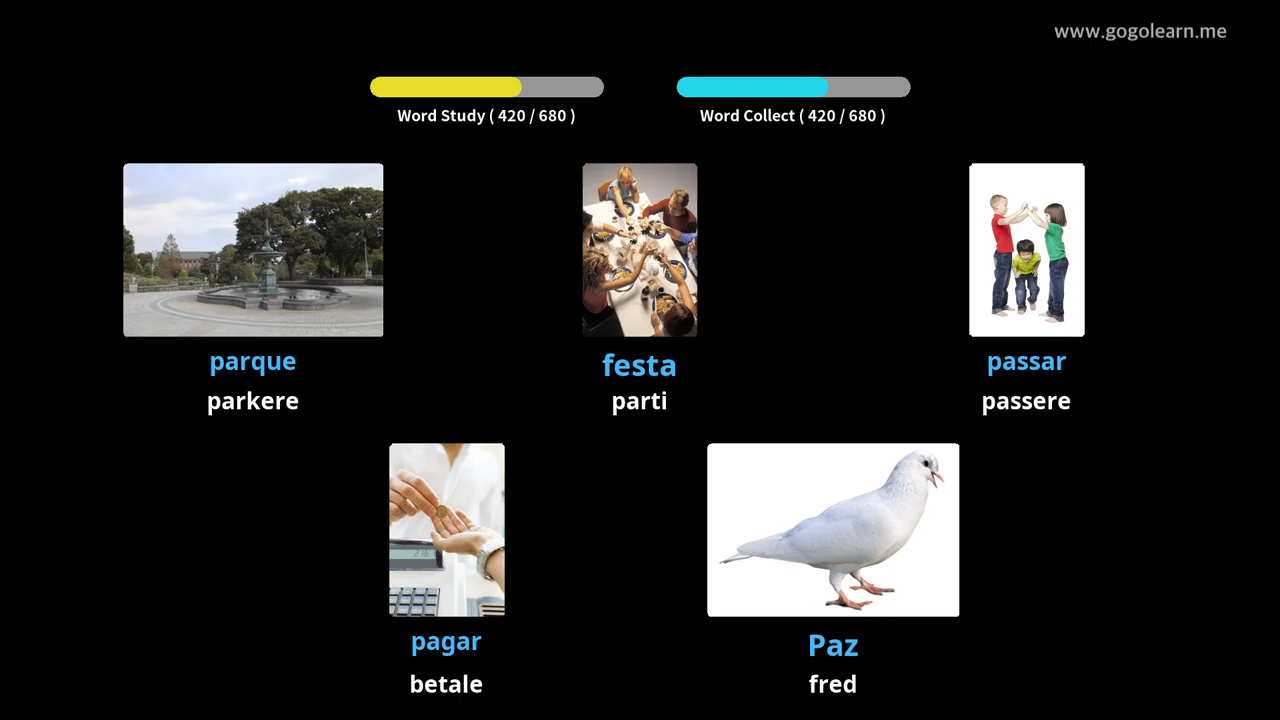 www.gogolearn.me
Word Study ( 420 / 680 )
Word Collect ( 420 / 680 )
parque
parkere
festa
parti
passar
passere
pagar
betale
Paz
fred